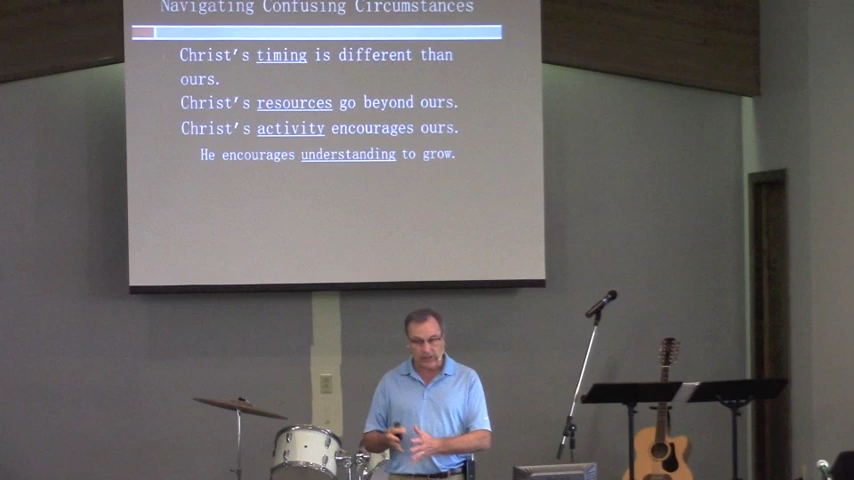 Navigating Confusing Circumstances
Christ's timing is different than
ours.
Christ's resources go beyond ours.
Christ's activity encourages ours.
He encourages understanding to grow.